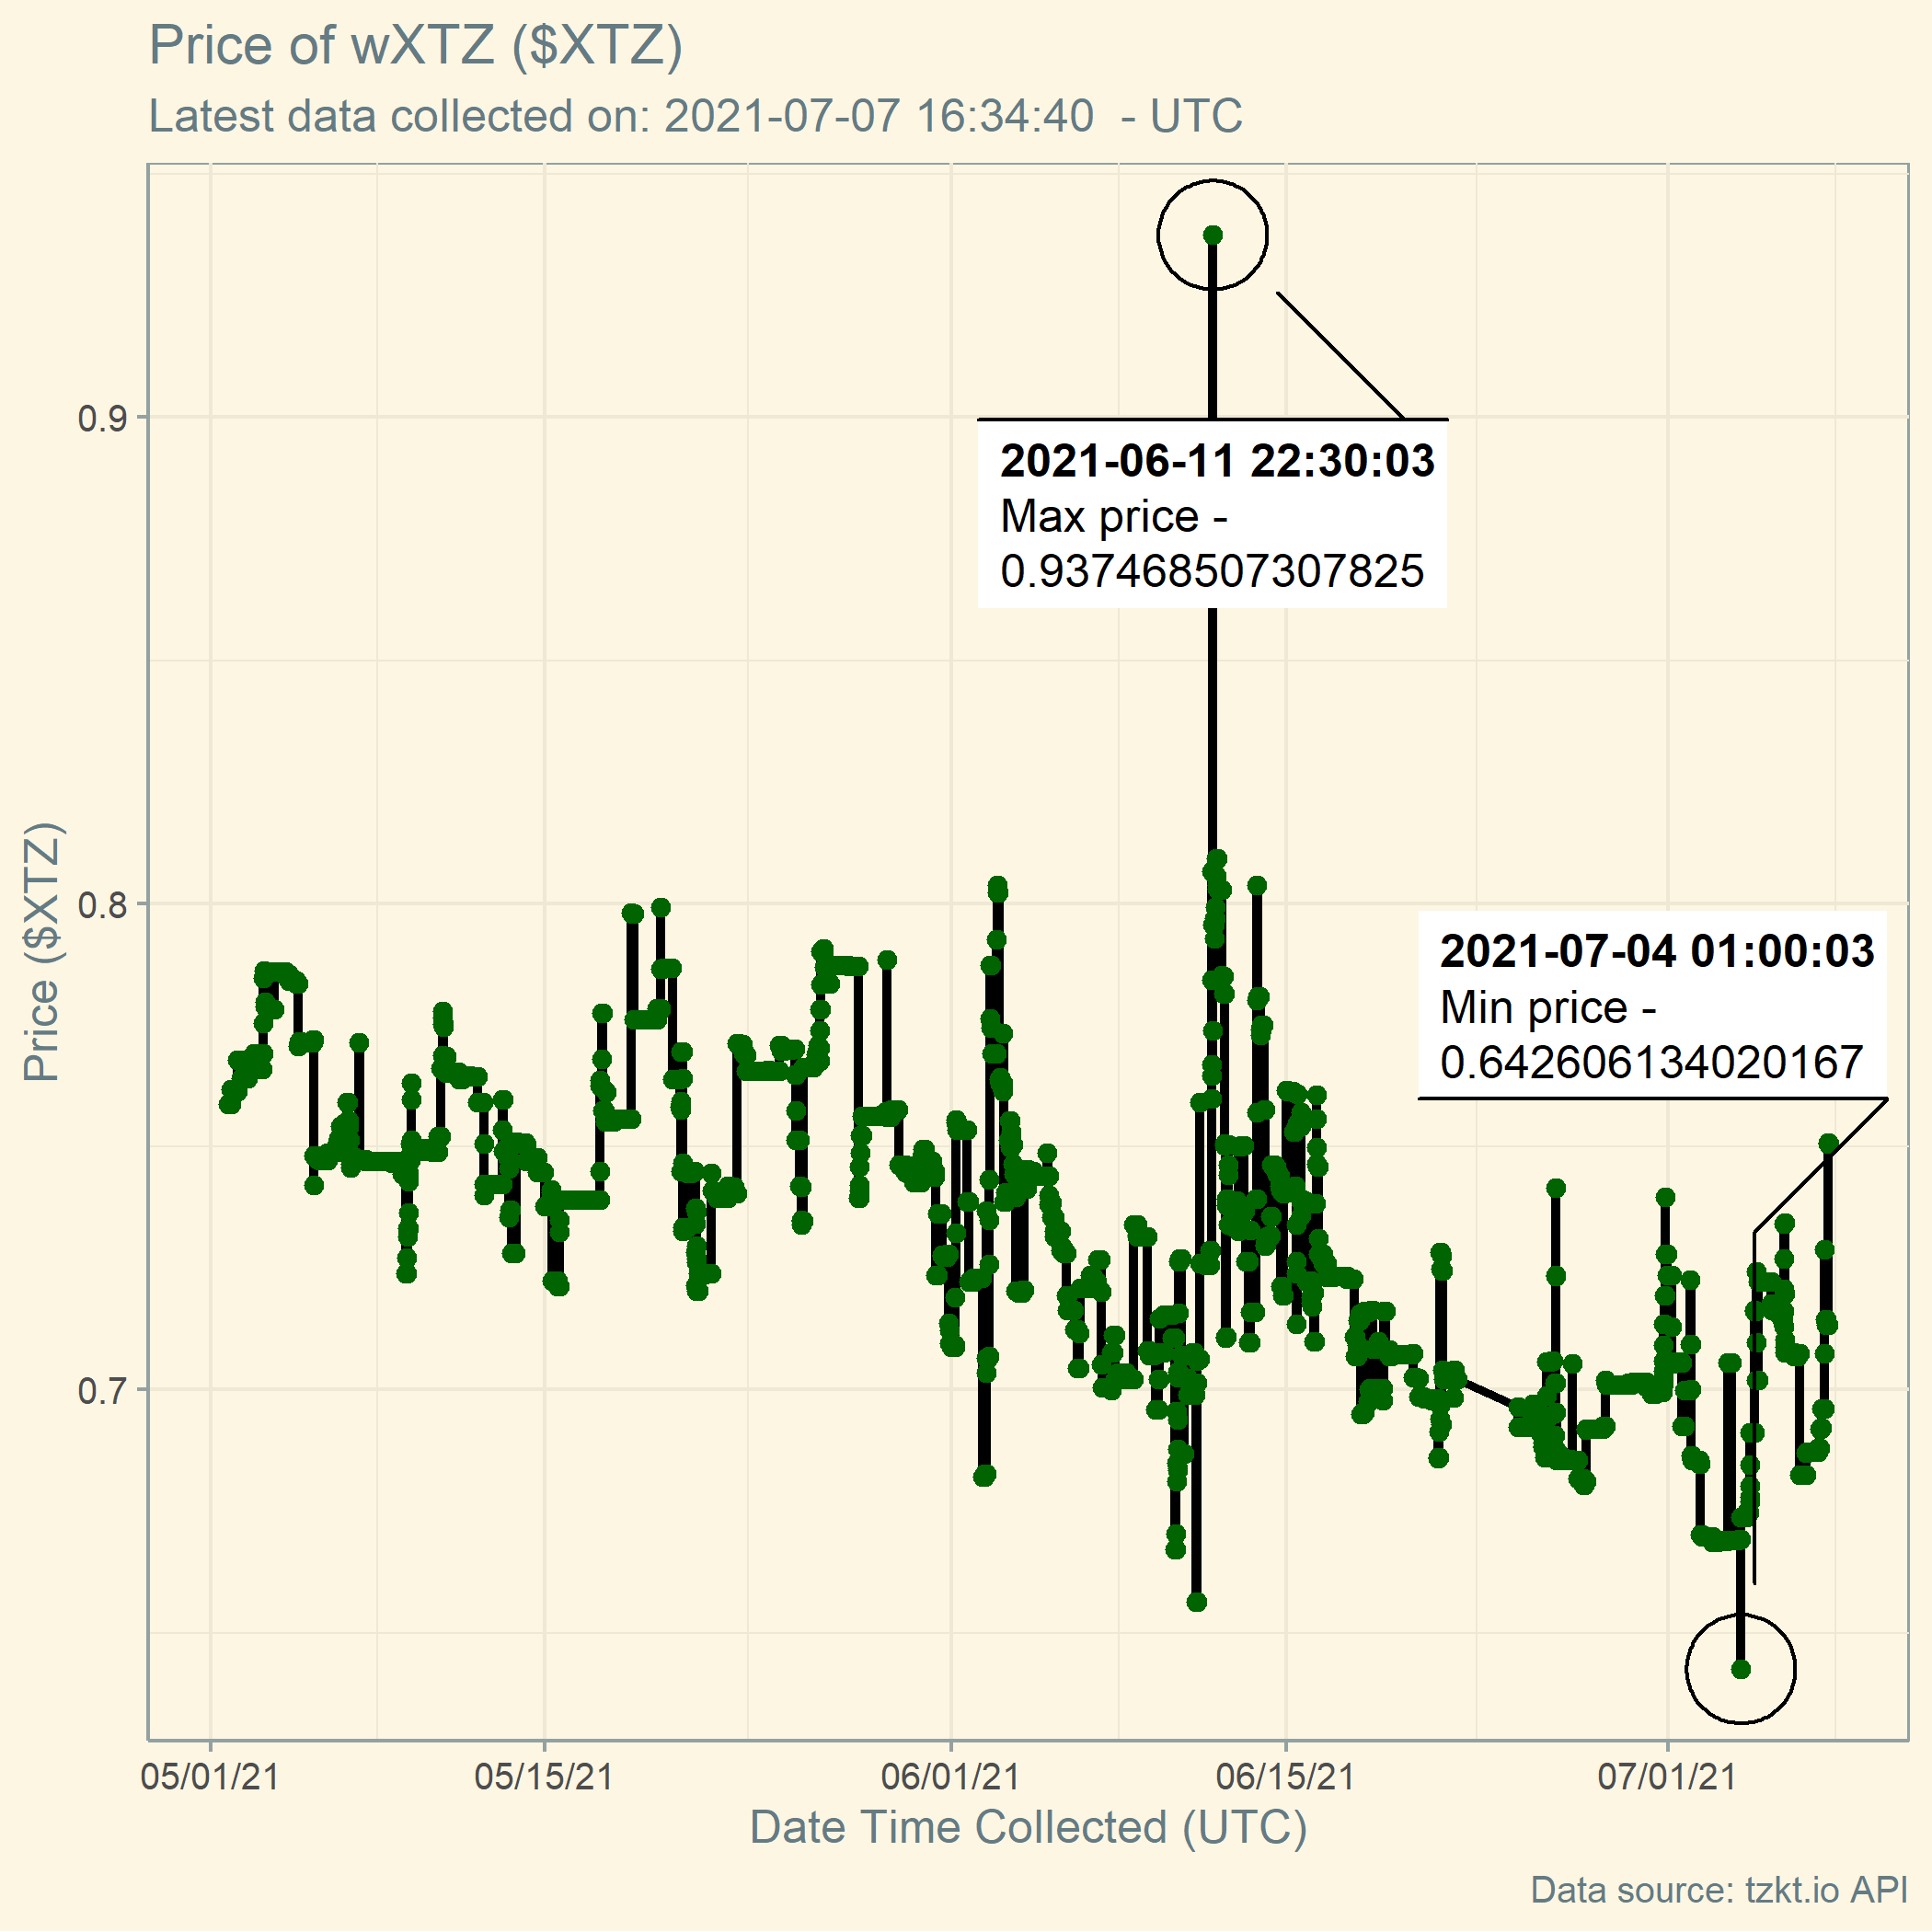 Price of wXTZ ($XTZ)
Latest data collected on: 2021-07-07 16:34:40  - UTC
0.9
2021-06-11 22:30:03
Max price -
0.937468507307825
Price ($XTZ)
0.8
2021-07-04 01:00:03
Min price -
0.642606134020167
0.7
05/01/21
05/15/21
06/01/21
06/15/21
07/01/21
Date Time Collected (UTC)
Data source: tzkt.io API